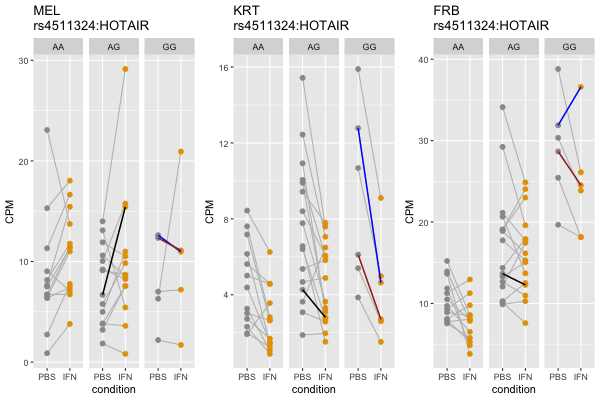 MEL
rs4511324:HOTAIR
AA AG GG
CPM
30
20
10
0
PBS IFN PBS IFN PBS IFN
condition
KRT
rs4511324:HOTAIR
AA AG GG
CPM
16
12
8
4
PBS IFN PBS IFN PBS IFN
condition
FRB
rs4511324:HOTAIR
AA AG GG
CPM
40
30
20
10
PBS IFN PBS IFN PBS IFN
condition